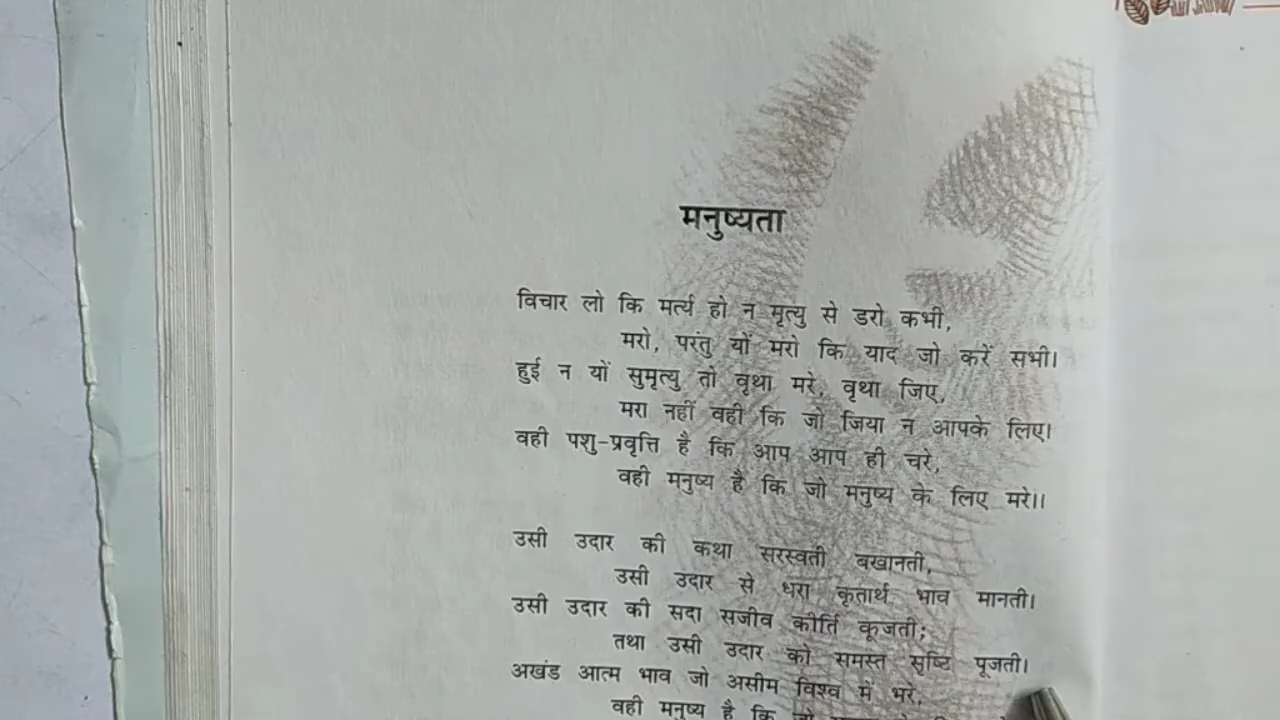 मनुष्यता
विचार लो कि मर्त्य हो न मृत्यु से डरो कभी,
मरो, परंतु यों मरो कि याद जो करें सभी।
हुई न यों सुमृत्यु तो वृथा मरे, वृथा जिए,
मरा नहीं वही कि जो जिया न आपके लिए।
वही पशु-प्रवृत्ति है कि आप आप ही चरे,
वही मनुष्य है कि जो मनुष्य के लिए मरे।।
उसी उदार की कथा सरस्वती बखानती,
उसी उदार से धरा कृतार्थ भाव मानती।
उसी उदार की सदा सजीव कीर्ति कूजती;
तथा उसी उदार को समस्त सृष्टि पूजती।
अखंड आत्म भाव जो असीम विश्व में भरे,
वही मनुष्य है कि